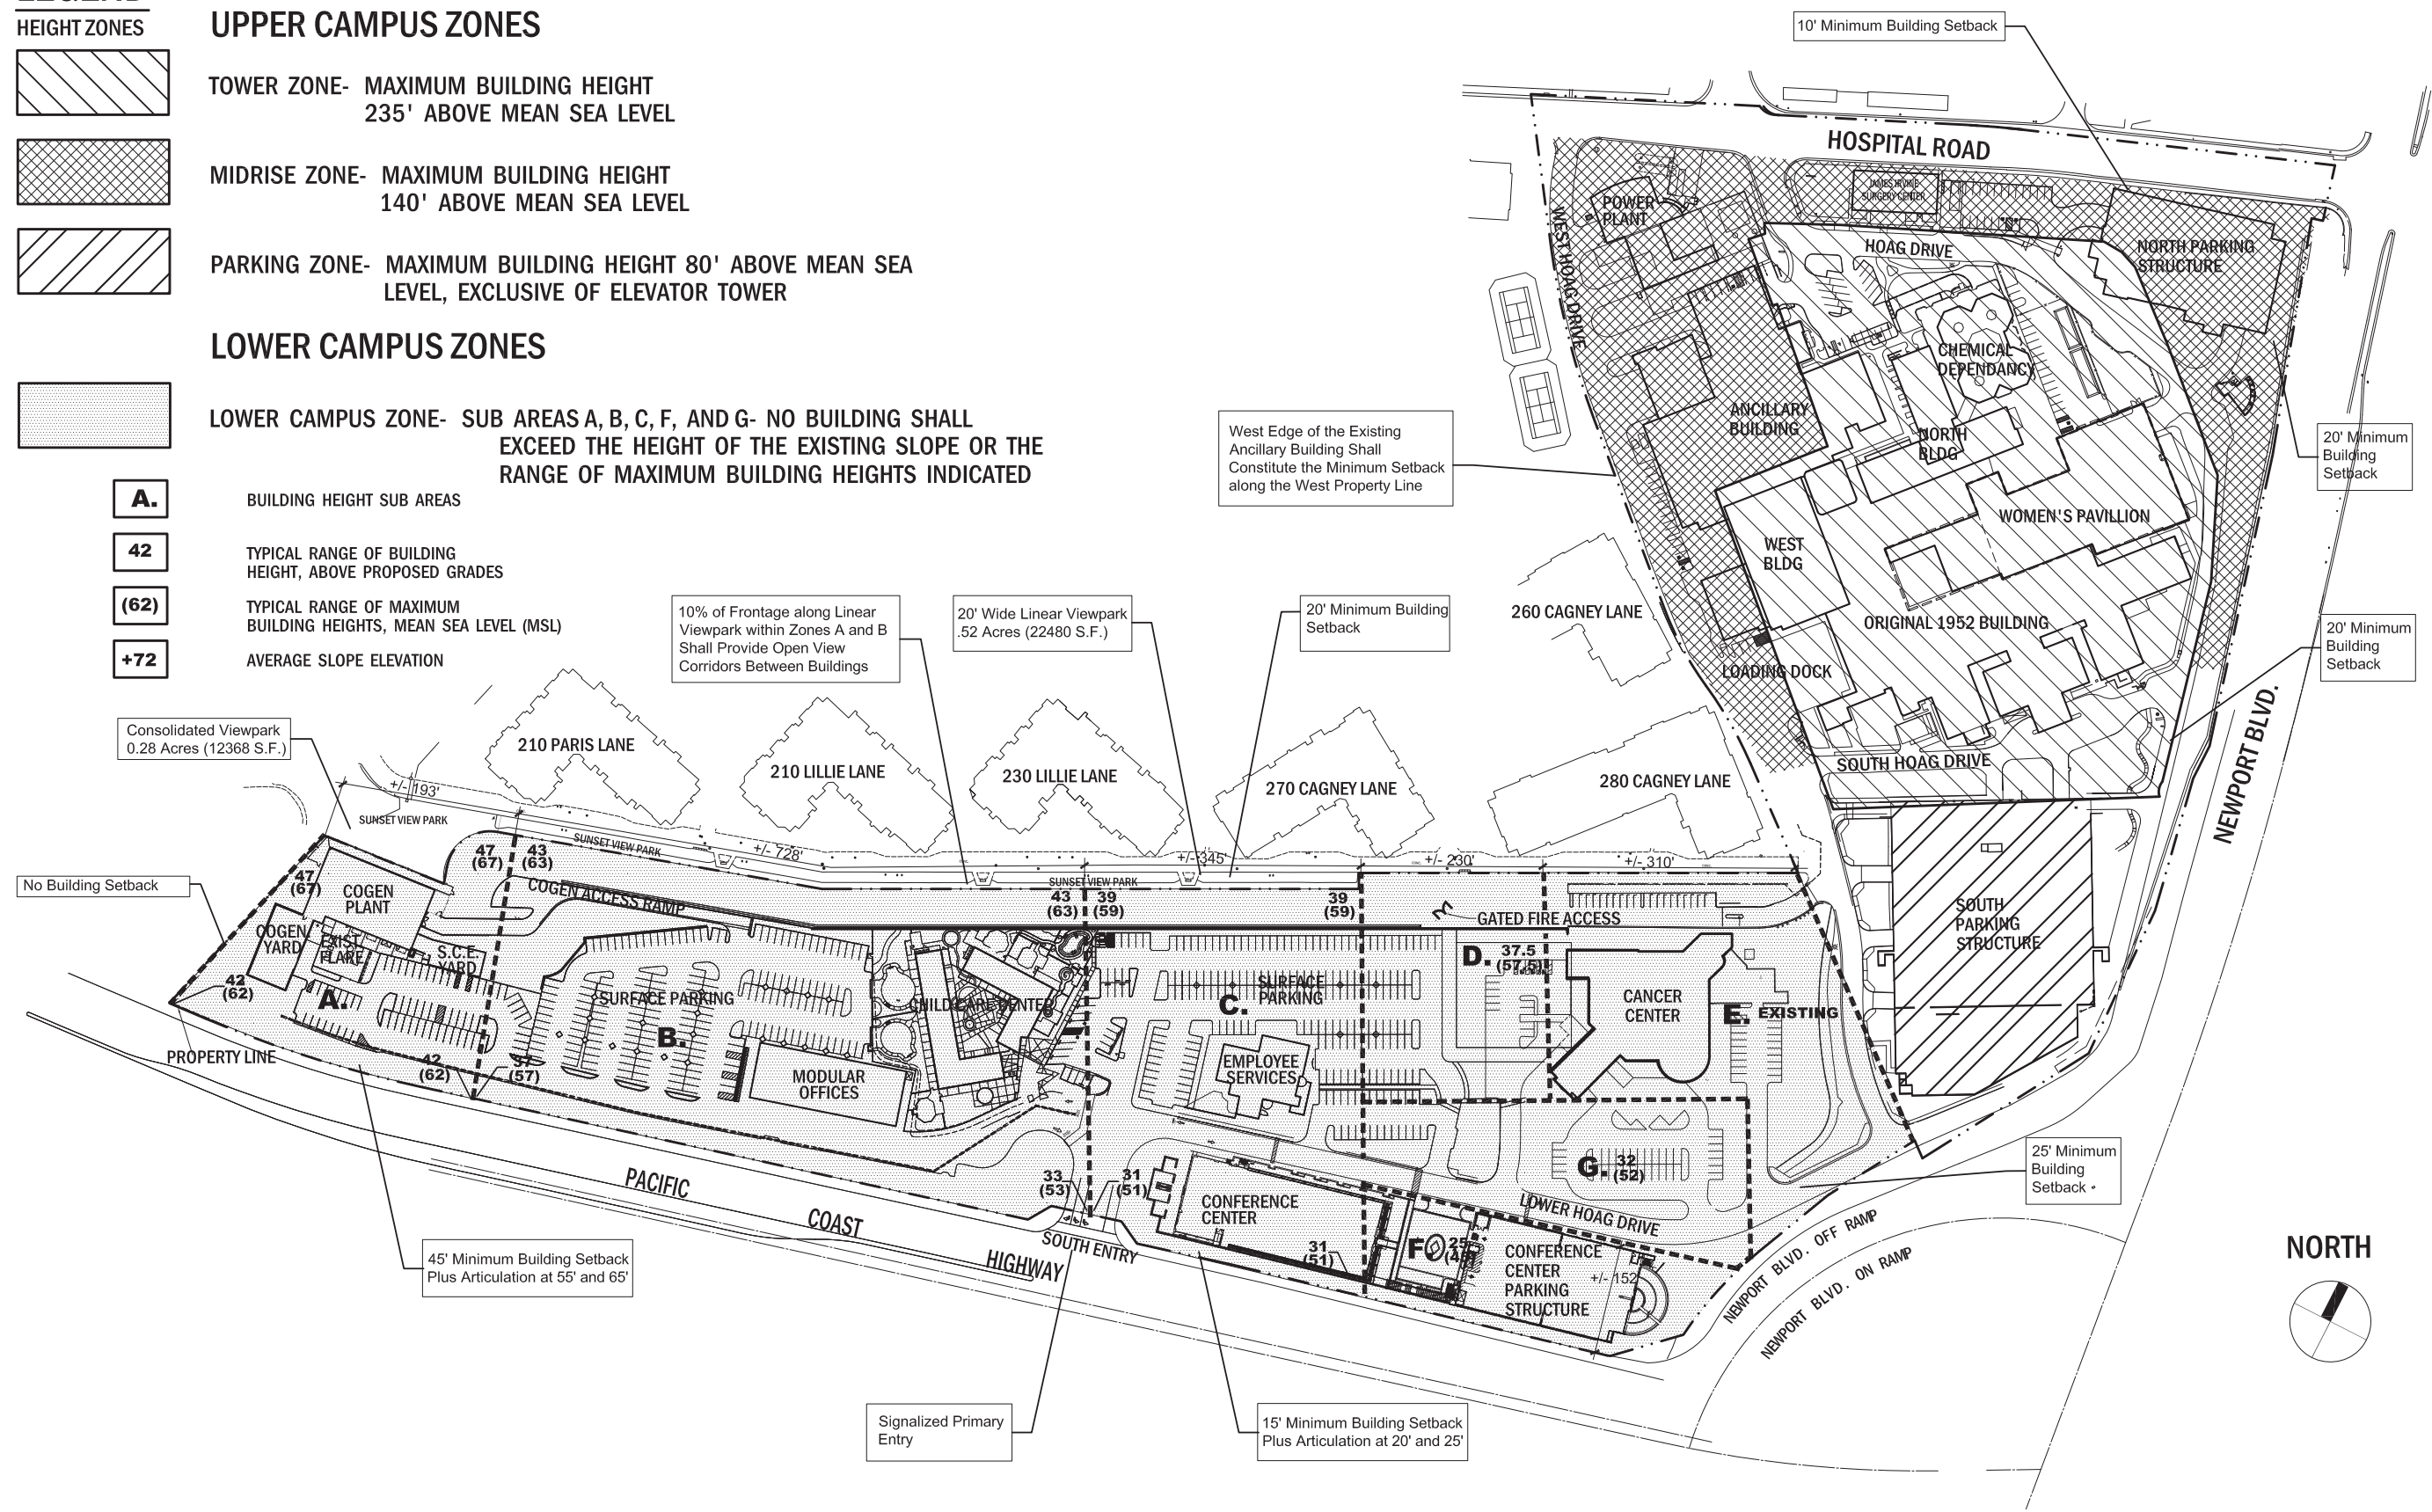 LEGEND
HEIGHT ZONES
UPPER CAMPUS ZONES
TOWER ZONE- MAXIMUM BUILDING HEIGHT
235' ABOVE MEAN SEA LEVEL
MIDRISE ZONE- MAXIMUM BUILDING HEIGHT
140' ABOVE MEAN SEA LEVEL
PARKING ZONE- MAXIMUM BUILDING HEIGHT 80' ABOVE MEAN SEA
LEVEL, EXCLUSIVE OF ELEVATOR TOWER
LOWER CAMPUS ZONES
LOWER CAMPUS ZONE- SUB AREAS A, B, C, F, AND G- NO BUILDING SHALL
EXCEED THE HEIGHT OF THE EXISTING SLOPE OR THE
RANGE OF MAXIMUM BUILDING HEIGHTS INDICATED
A.
BUILDING HEIGHT SUB AREAS
42
TYPICAL RANGE OF BUILDING
HEIGHT, ABOVE PROPOSED GRADES
(62)
TYPICAL RANGE OF MAXIMUM
BUILDING HEIGHTS, MEAN SEA LEVEL (MSL)
+72
AVERAGE SLOPE ELEVATION
10' Minimum Building Setback
HOSPITAL ROAD
JAMES IRVINE
SURGERY CENTER
POWER
PLANT
WEST HOAG DRIVE
HOAG DRIVE
NORTH PARKING
STRUCTURE
CHEMICAL
DEPENDANCY
ANCILLARY
BUILDING
NORTH
BLDG
West Edge of the Existing
Ancillary Building Shall
Constitute the Minimum Setback
along the West Property Line
20' Minimum
Building
Setback
WOMEN'S PAVILLION
WEST
BLDG
ORIGINAL 1952 BUILDING
LOADING DOCK
SOUTH HOAG DRIVE
20' Minimum
Building
Setback
NEWPORT BLVD.
10% of Frontage along Linear
Viewpark within Zones A and B
Shall Provide Open View
Corridors Between Buildings
20' Wide Linear Viewpark
.52 Acres (22480 S.F.)
20' Minimum Building
Setback
260 CAGNEY LANE
Consolidated Viewpark
0.28 Acres (12368 S.F.)
210 PARIS LANE
210 LILLIE LANE
230 LILLIE LANE
270 CAGNEY LANE
280 CAGNEY LANE
+/- 193'
SUNSET VIEW PARK
SUNSET VIEW PARK
+/- 728'
+/- 345'
+/- 230'
+/- 310'
SUNSET VIEW PARK
No Building Setback
47
(67)
47
(67)
43
(63)
43
(63)
39
(59)
39
(59)
COGEN
PLANT
COGEN ACCESS RAMP
GATED FIRE ACCESS
COGEN
YARD
EXIST.
FLARE
S.C.E.
YARD
42
(62)
A.
SURFACE PARKING
B.
CHILD CARE CENTER
SURFACE
PARKING
C.
D.
37.5
(57.5)
CANCER
CENTER
E. EXISTING
SOUTH
PARKING
STRUCTURE
PROPERTY LINE
42
(62)
37
(57)
MODULAR
OFFICES
EMPLOYEE
SERVICES
G.
32
(52)
33
(53)
31
(51)
CONFERENCE
CENTER
31
(51)
F.
LOWER HOAG DRIVE
CONFERENCE
CENTER
PARKING
STRUCTURE
+/- 152'
25' Minimum
Building
Setback
PACIFIC
COAST
HIGHWAY
SOUTH ENTRY
NEWPORT BLVD. OFF RAMP
NEWPORT BLVD. ON RAMP
45' Minimum Building Setback
Plus Articulation at 55' and 65'
Signalized Primary
Entry
15' Minimum Building Setback
Plus Articulation at 20' and 25'
NORTH